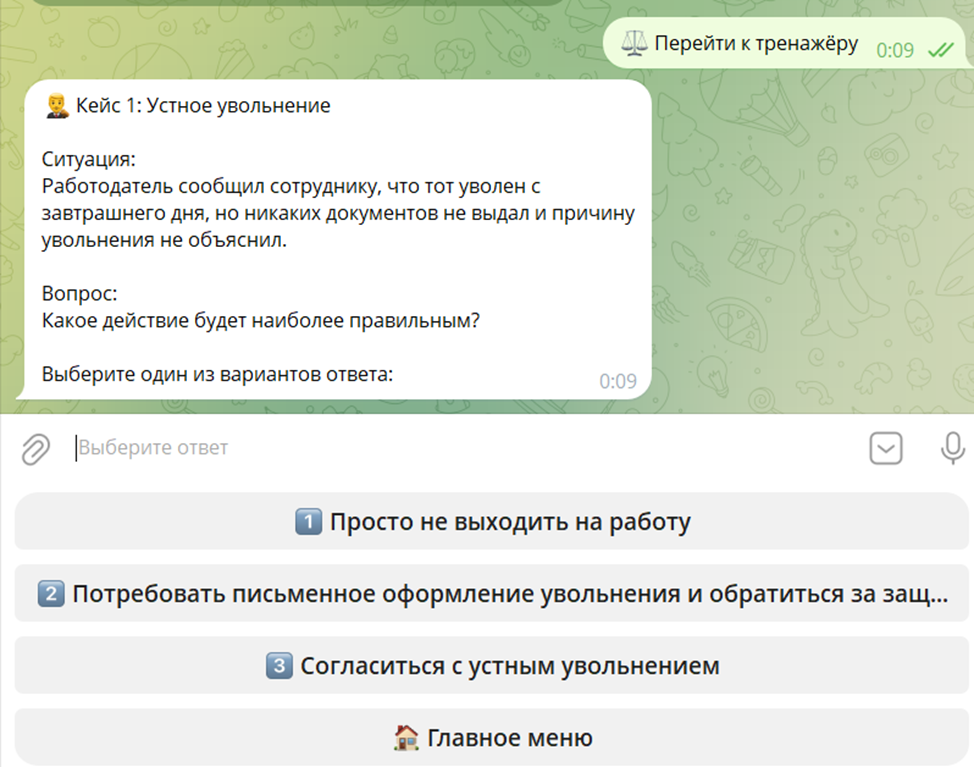 ⚖️ Перейти к тренажёру 0:09
👨‍⚖️ Кейс 1: Устное увольнение
Ситуация:
Работодатель сообщил сотруднику, что тот уволен с
завтрашнего дня, но никаких документов не выдал и причину
увольнения не объяснил.
Вопрос:
Какое действие будет наиболее правильным?
Выберите один из вариантов ответа:
0:09
Выберите ответ
1️⃣ Просто не выходить на работу
2️⃣ Потребовать письменное оформление увольнения и обратиться за защ...
3️⃣ Согласиться с устным увольнением
🏠 Главное меню